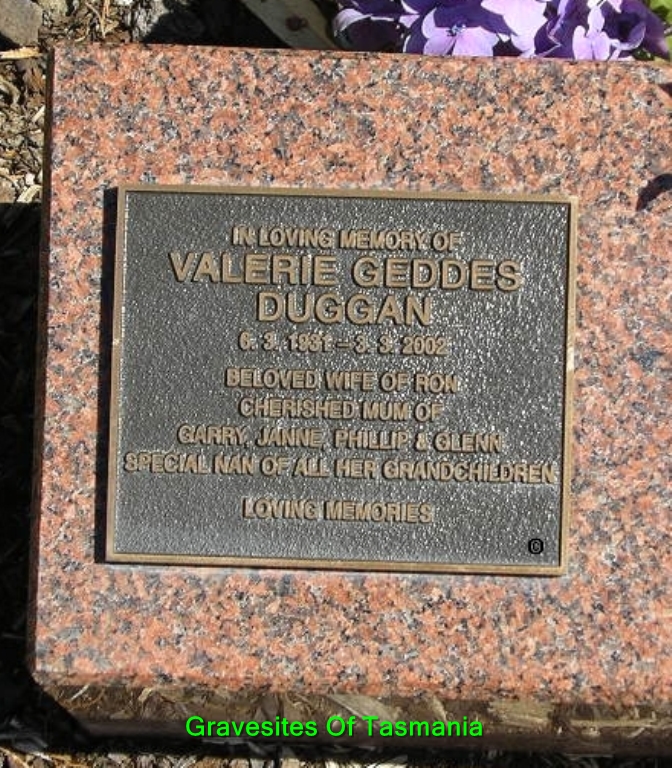 IN LOVING MEMORY OF
VALERIE GEDDES
DUGGAN
6. 3. 1931 – 3. 3. 2002
BELOVED WIFE OF RON
CHERISHED MUM OF
GARRY, JANNE, PHILLIP & GLENN
SPECIAL NAN OF ALL HER GRANDCHILDREN
LOVING MEMORIES
Gravesites Of Tasmania